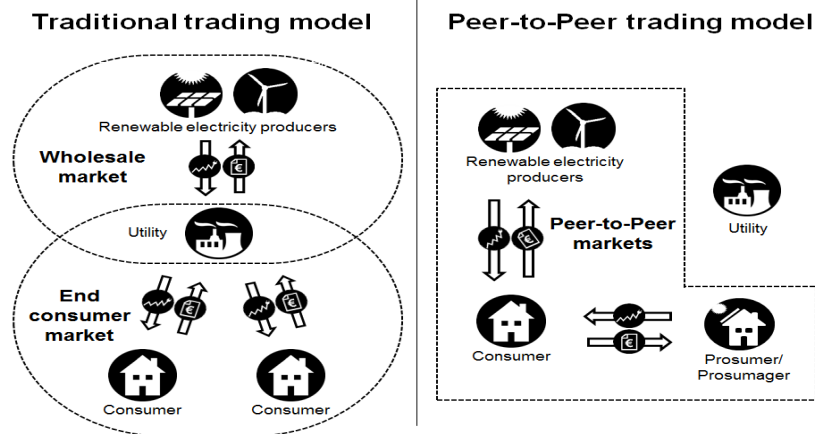 Traditional trading model
Renewable electricity producers
Wholesale
market
Utility
End
consumer
market
€
€
€
Consumer
Consumer
Peer-to-Peer trading model
Renewable electricity
producers
Peer-to-Peer
markets
Utility
€
€
Consumer
Prosumer/
Prosumager